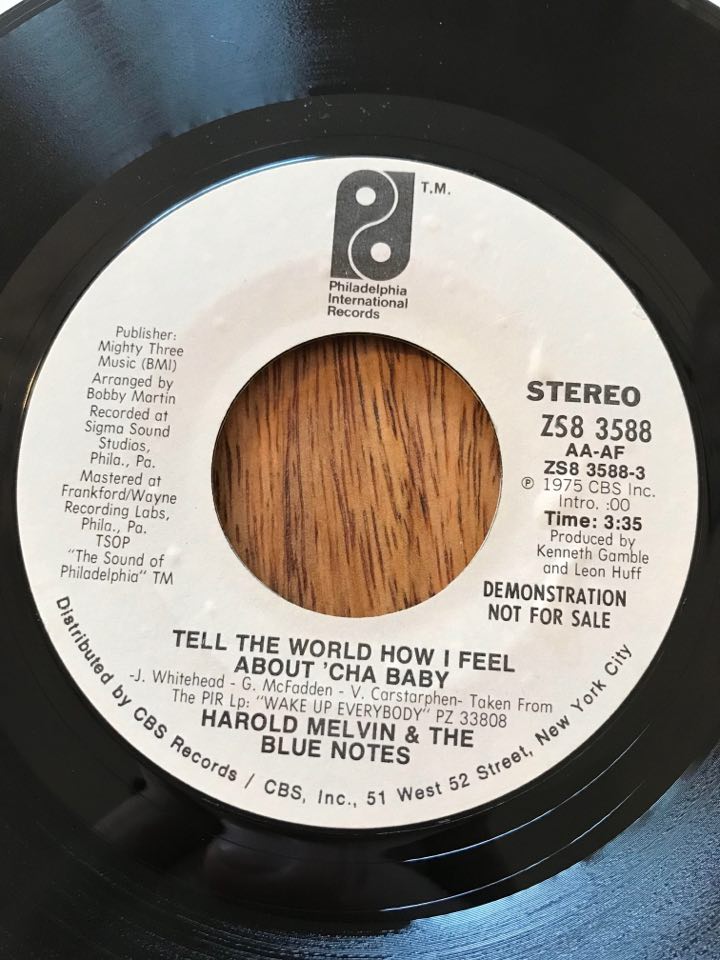 T.M.
Philadelphia
International
Records
Publisher:
Mighty Three
Music (BMI)
Arranged by
Bobby Martin
Recorded at
Sigma Sound
Studios,
Phila., Pa.
Mastered at
Frankford/Wayne
Recording Labs,
Phila., Pa.
TSOP
"The Sound of
Philadelphia" TM
STEREO
ZS8 3588
AA-AF
ZS8 3588-3
℗ 1975 CBS Inc.
Intro. :00
Time: 3:35
Produced by
Kenneth Gamble
and Leon Huff
DEMONSTRATION
NOT FOR SALE
TELL THE WORLD HOW I FEEL
ABOUT 'CHA BABY
-J. Whitehead - G. McFadden - V. Carstarphen- Taken From
The PIR Lp: "WAKE UP EVERYBODY" PZ 33808
HAROLD MELVIN & THE
BLUE NOTES
Distributed by CBS Records / CBS, Inc., 51 West 52 Street, New York City